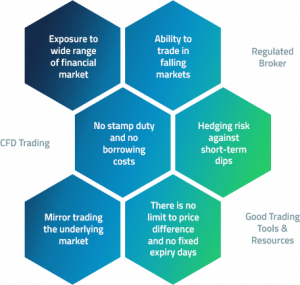 Exposure to
wide range
of financial
market
Ability to
trade in
falling
markets
Regulated
Broker
CFD Trading
No stamp duty
and no
borrowing
costs
Hedging risk
against
short-term
dips
Mirror trading
the underlying
market
There is no
limit to price
difference
and no fixed
expiry days
Good Trading
Tools &
Resources